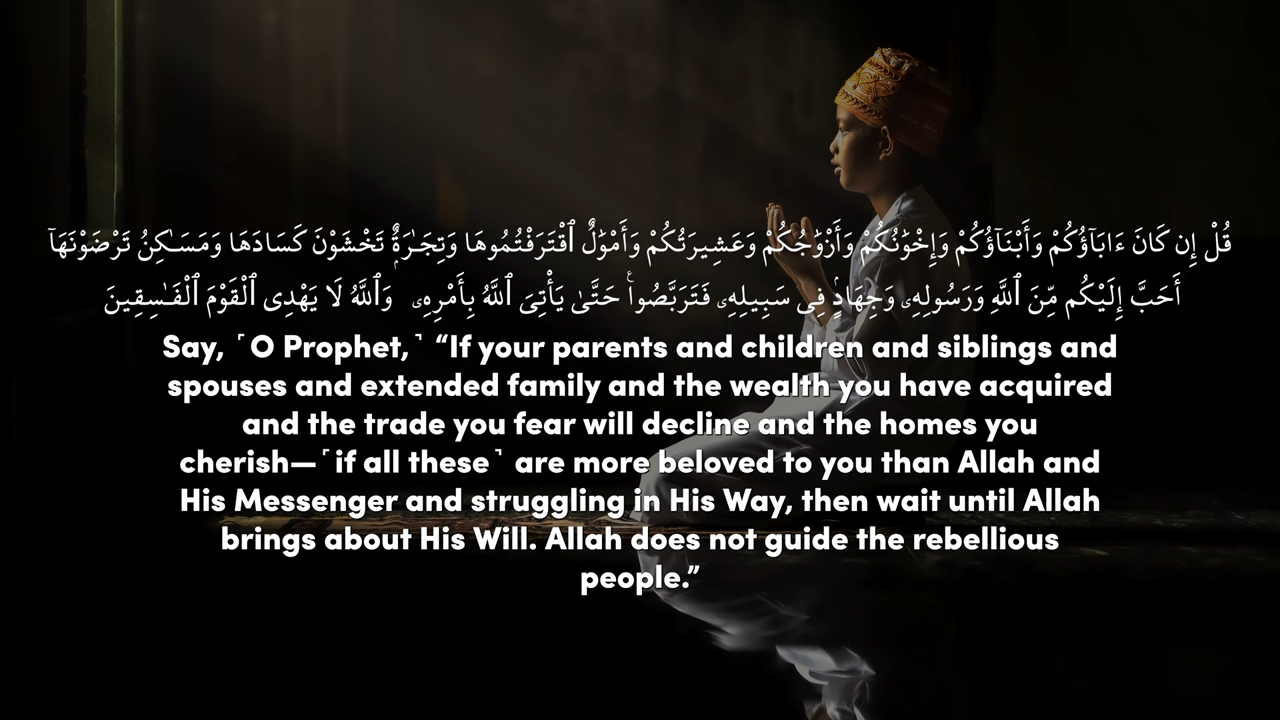 قُلْ إِن كَانَ ءَابَآؤُكُمْ وَأَبْنَآؤُكُمْ وَإِخْوَٰنُكُمْ وَأَزْوَٰجُكُمْ وَعَشِيرَتُكُمْ وَأَمْوَٰلٌ ٱقْتَرَفْتُمُوهَا وَتِجَـٰرَةٌۭ تَخْشَوْنَ كَسَادَهَا وَمَسَـٰكِنُ تَرْضَوْنَهَآ
أَحَبَّ إِلَيْكُم مِّنَ ٱللَّهِ وَرَسُولِهِۦ وَجِهَادٍۢ فِى سَبِيلِهِۦ فَتَرَبَّصُوا۟ حَتَّىٰ يَأْتِىَ ٱللَّهُ بِأَمْرِهِۦ وَٱللَّهُ لَا يَهْدِى ٱلْقَوْمَ ٱلْفَـٰسِقِينَ
Say, ˹O Prophet,˺ “If your parents and children and siblings and
spouses and extended family and the wealth you have acquired
and the trade you fear will decline and the homes you
cherish—˹if all these˺ are more beloved to you than Allah and
His Messenger and struggling in His Way, then wait until Allah
brings about His Will. Allah does not guide the rebellious
people.”